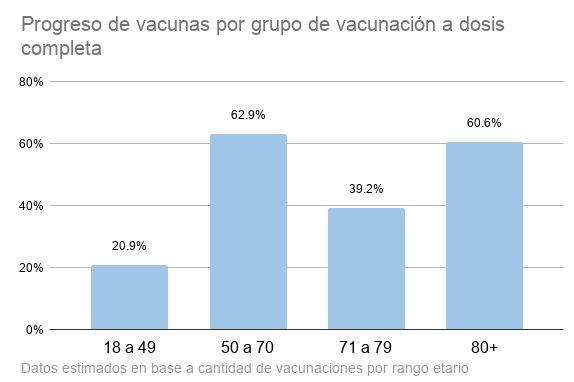 Progreso de vacunas por grupo de vacunación a dosis
completa
80%
60%
40%
20%
0%
20.9%
62.9%
39.2%
60.6%
18 a 49
50 a 70
71 a 79
80+
Datos estimados en base a cantidad de vacunaciones por rango etario